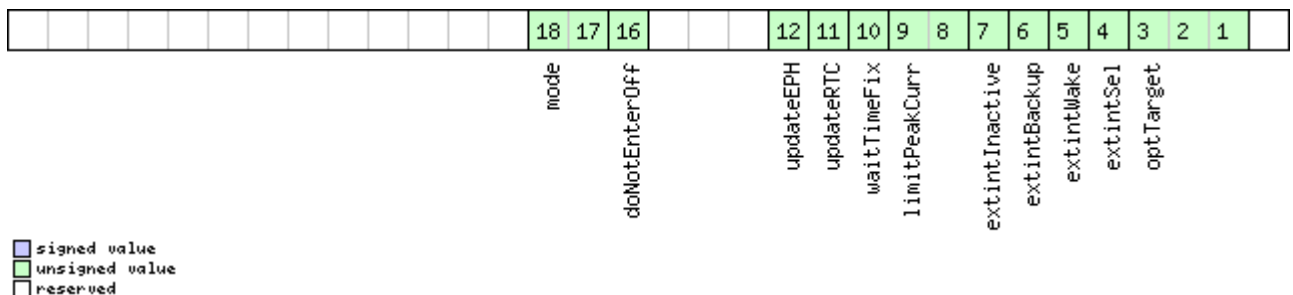 18 17 16 12 11 10 9 8 7 6 5 4 3 2 1
mode doNotEnterOff updateEPH updateRTC waitTimeFix limitPeakCurr extintInactive extintBackup extintWake extintSel optTarget
signed value
unsigned value
reserved